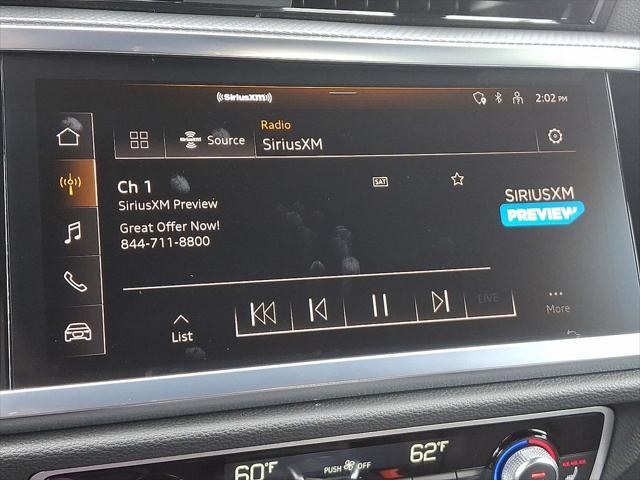 ((SiriusXM))
2:02 PM
Radio
Source
SiriusXM
Ch 1
SAT
SiriusXM Preview
SIRIUSXM
PREVIEW
Great Offer Now!
844-711-8800
LIVE
More
List
62°F
60°F
PUSH OFF